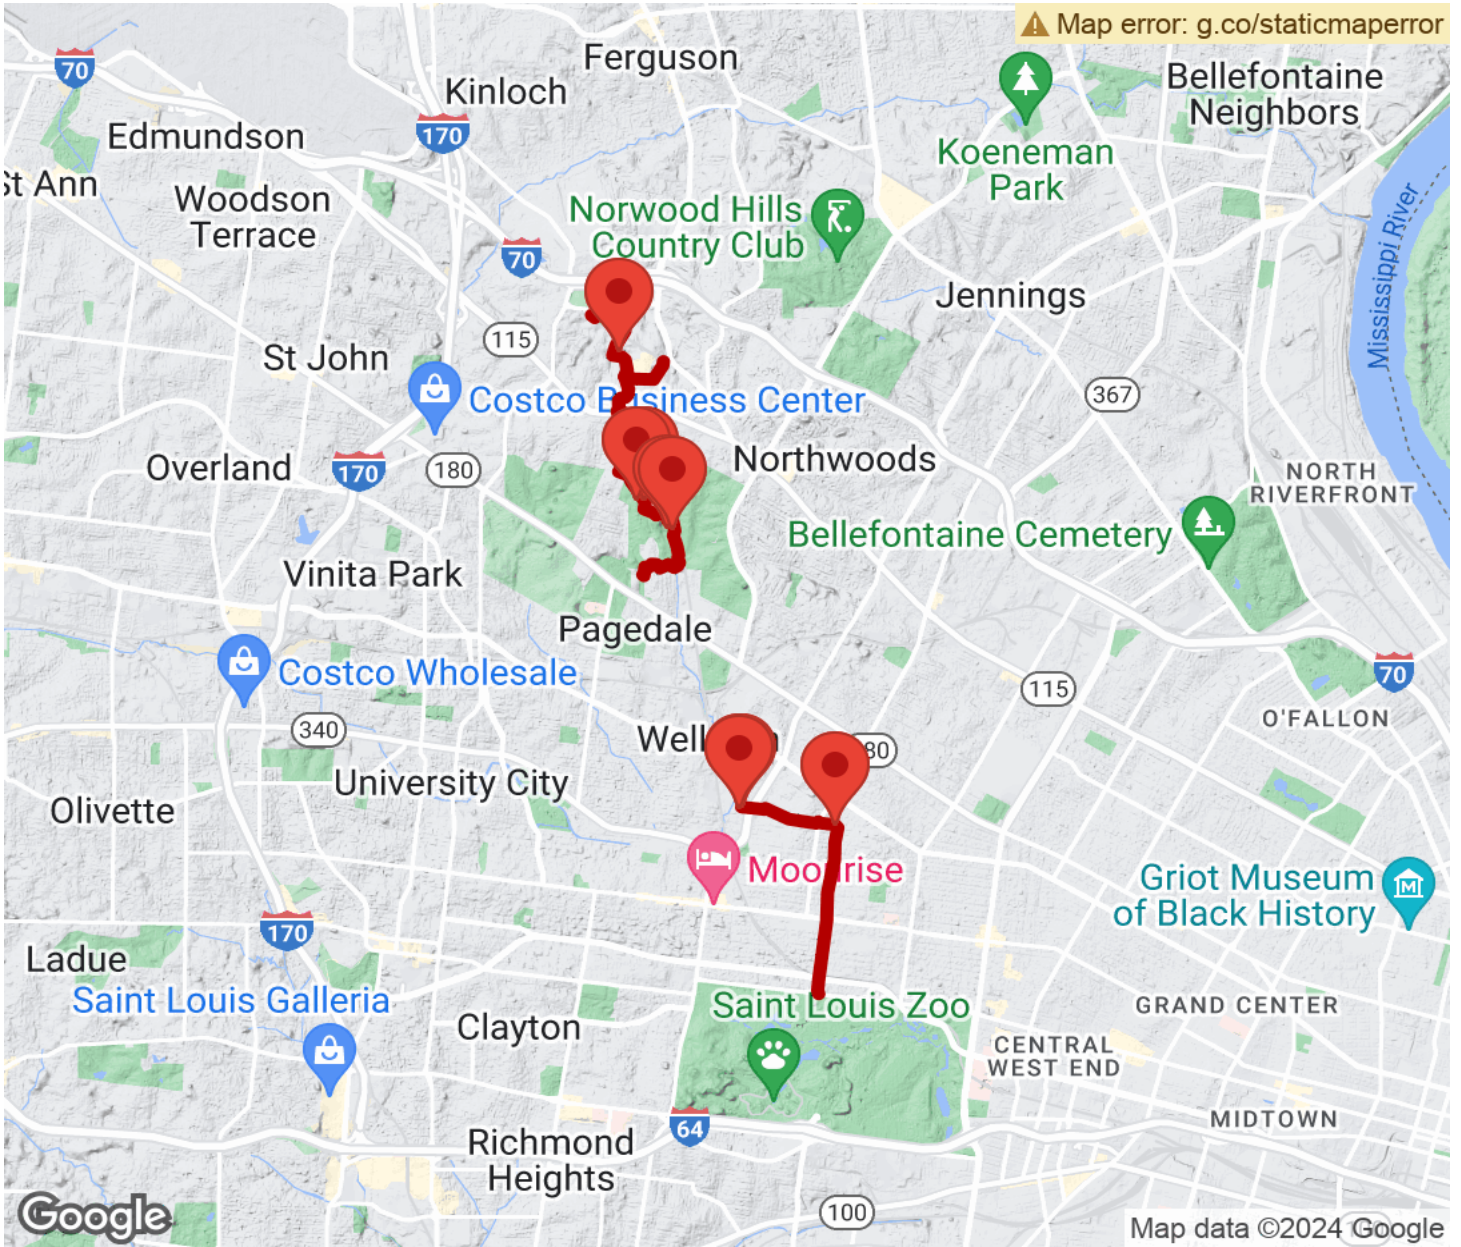 Map error: g.co/staticmaperror
Ferguson
70
Kinloch
Bellefontaine
Neighbors
170
Edmundson
Koeneman
Park
St Ann
Woodson
Terrace
Norwood Hills
Country Club
Mississippi River
70
Jennings
115
St John
367
Costco Business Center
Northwoods
Overland
170
180
NORTH
RIVERFRONT
Bellefontaine Cemetery
Vinita Park
Pagedale
Costco Wholesale
70
115
340
O'FALLON
80
University City
Olivette
Moonrise
Griot Museum
of Black History
170
Ladue
Saint Louis Galleria
Saint Louis Zoo
GRAND CENTER
Clayton
CENTRAL
WEST END
64
MIDTOWN
Richmond
Heights
100
Google
Map data ©2024 Google